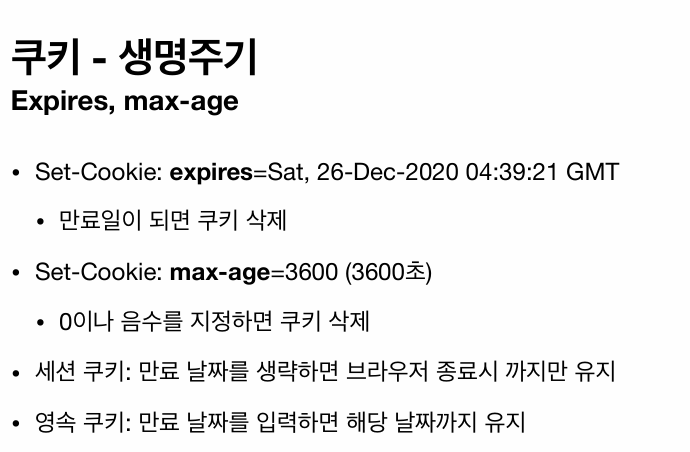 쿠키 - 생명주기
Expires, max-age
• Set-Cookie: expires=Sat, 26-Dec-2020 04:39:21 GMT
• 만료일이 되면 쿠키 삭제
• Set-Cookie: max-age=3600 (3600초)
• 0이나 음수를 지정하면 쿠키 삭제
• 세션 쿠키: 만료 날짜를 생략하면 브라우저 종료시 까지만 유지
• 영속 쿠키: 만료 날짜를 입력하면 해당 날짜까지 유지